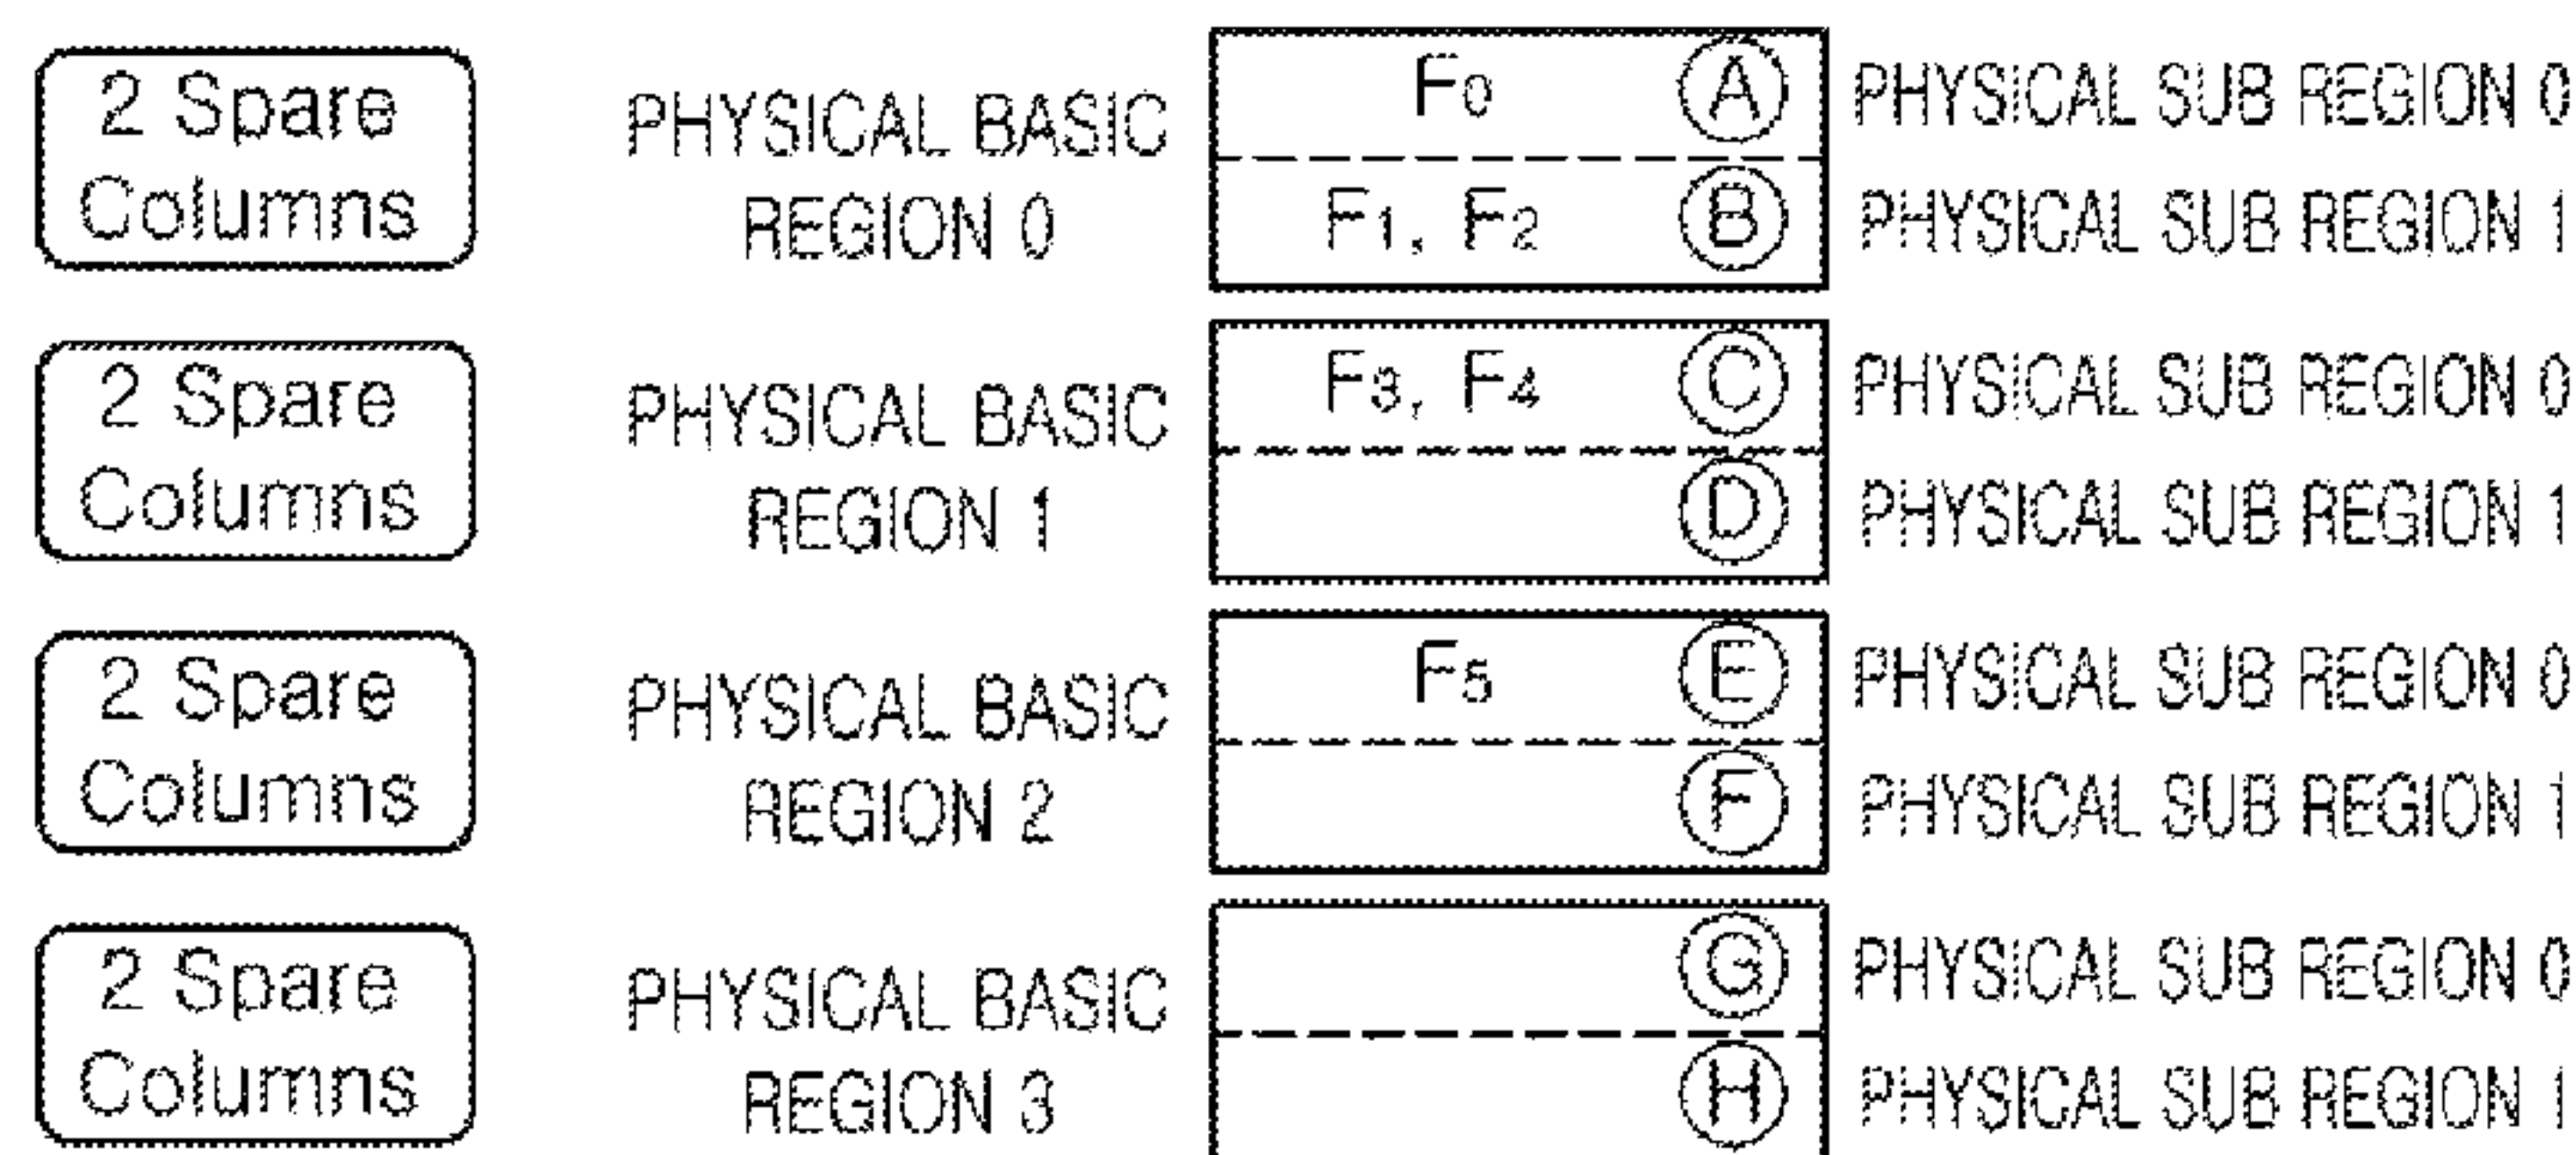 2 Spare
Columns
PHYSICAL BASIC
REGION 0
F0 A PHYSICAL SUB REGION 0
F1, F2 B PHYSICAL SUB REGION 1
2 Spare
Columns
PHYSICAL BASIC
REGION 1
F3, F4 C PHYSICAL SUB REGION 0
D PHYSICAL SUB REGION 1
2 Spare
Columns
PHYSICAL BASIC
REGION 2
F5 E PHYSICAL SUB REGION 0
F PHYSICAL SUB REGION 1
2 Spare
Columns
PHYSICAL BASIC
REGION 3
G PHYSICAL SUB REGION 0
H PHYSICAL SUB REGION 1